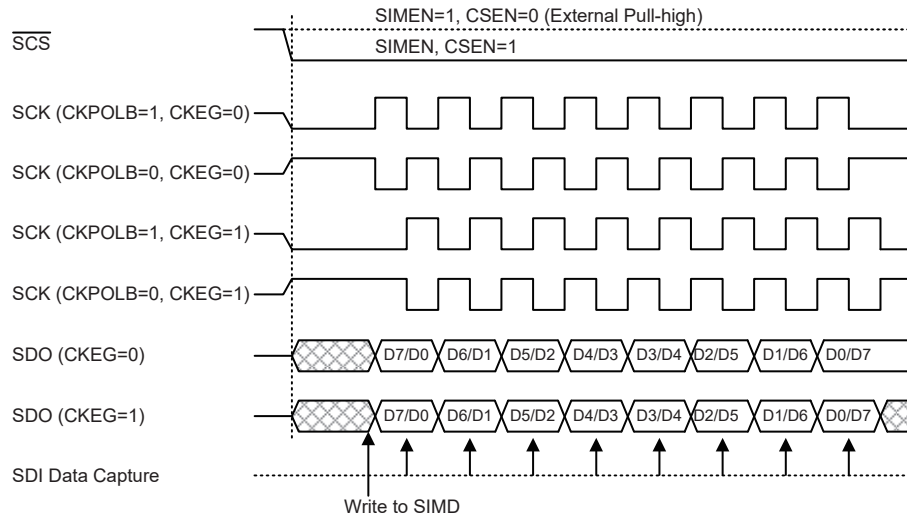 SIMEN=1, CSEN=0 (External Pull-high)
SCS
SIMEN, CSEN=1
SCK (CKPOLB=1, CKEG=0)
SCK (CKPOLB=0, CKEG=0)
SCK (CKPOLB=1, CKEG=1)
SCK (CKPOLB=0, CKEG=1)
SDO (CKEG=0) D7/D0 D6/D1 D5/D2 D4/D3 D3/D4 D2/D5 D1/D6 D0/D7
SDO (CKEG=1) D7/D0 D6/D1 D5/D2 D4/D3 D3/D4 D2/D5 D1/D6 D0/D7
SDI Data Capture
Write to SIMD